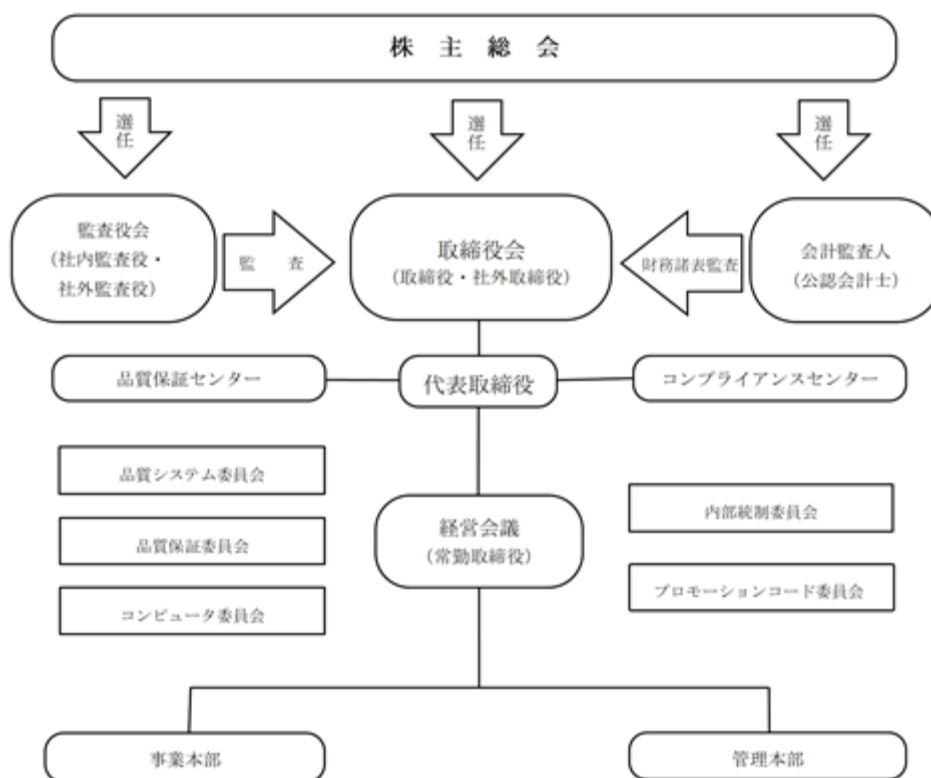 株 主 総 会
選任
選任
選任
監査役会
(社内監査役・
社外監査役)
監 査
取締役会
(取締役・社外取締役)
財務諸表監査
会計監査人
(公認会計士)
品質保証センター
代表取締役
コンプライアンスセンター
品質システム委員会
品質保証委員会
コンピュータ委員会
経営会議
(常勤取締役)
内部統制委員会
プロモーションコード委員会
事業本部
管理本部